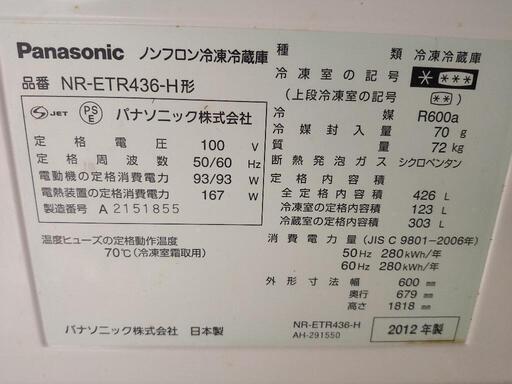 Panasonic ノンフロン冷凍冷蔵庫
品番 NR-ETR436-H形
JET
PSE
パナソニック株式会社
定格電圧 100 V
定格周波数 50/60 Hz
電動機の定格消費電力 93/93 W
電熱装置の定格消費電力 167 W
製造番号 A 2151855
温度ヒューズの定格動作温度
70℃(冷凍室霜取用)
パナソニック株式会社 日本製
種類 冷凍冷蔵庫
冷凍室の記号 * ***
(上段冷凍室の記号 **)
冷媒 R600a
冷媒封入量 70 g
質量 72 kg
断熱発泡ガス シクロペンタン
定格内容積
全定格内容積 426 L
冷凍室の定格内容積 123 L
冷蔵室の定格内容積 303 L
消費電力量(JIS C 9801-2006年)
50Hz 280kWh/年
60Hz 280kWh/年
外形寸法 幅 600 mm
奥行 679 mm
高さ 1818 mm
NR-ETR436-H
AH-291550
2012年製